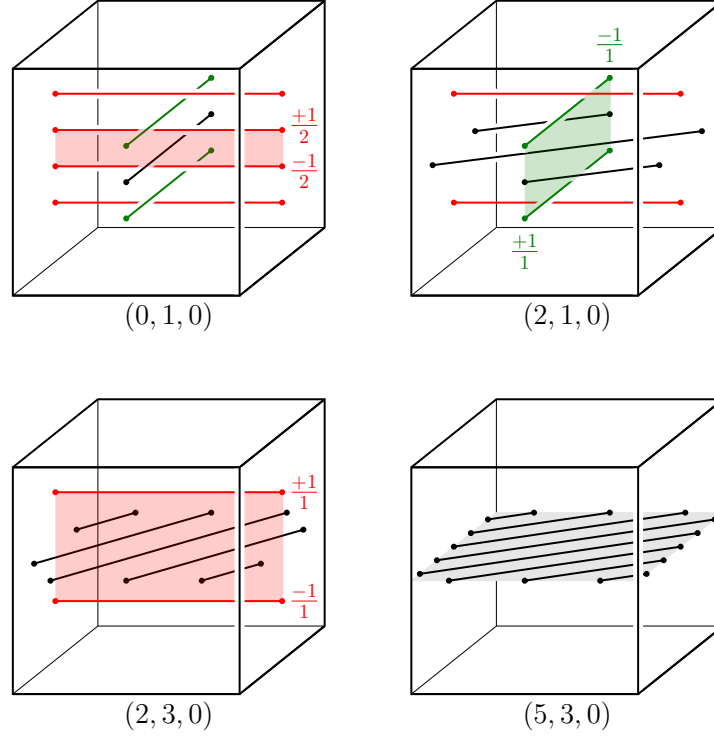 +1/2
-1/2
(0, 1, 0)
-1/1
+1/1
(2, 1, 0)
+1/1
-1/1
(2, 3, 0)
(5, 3, 0)